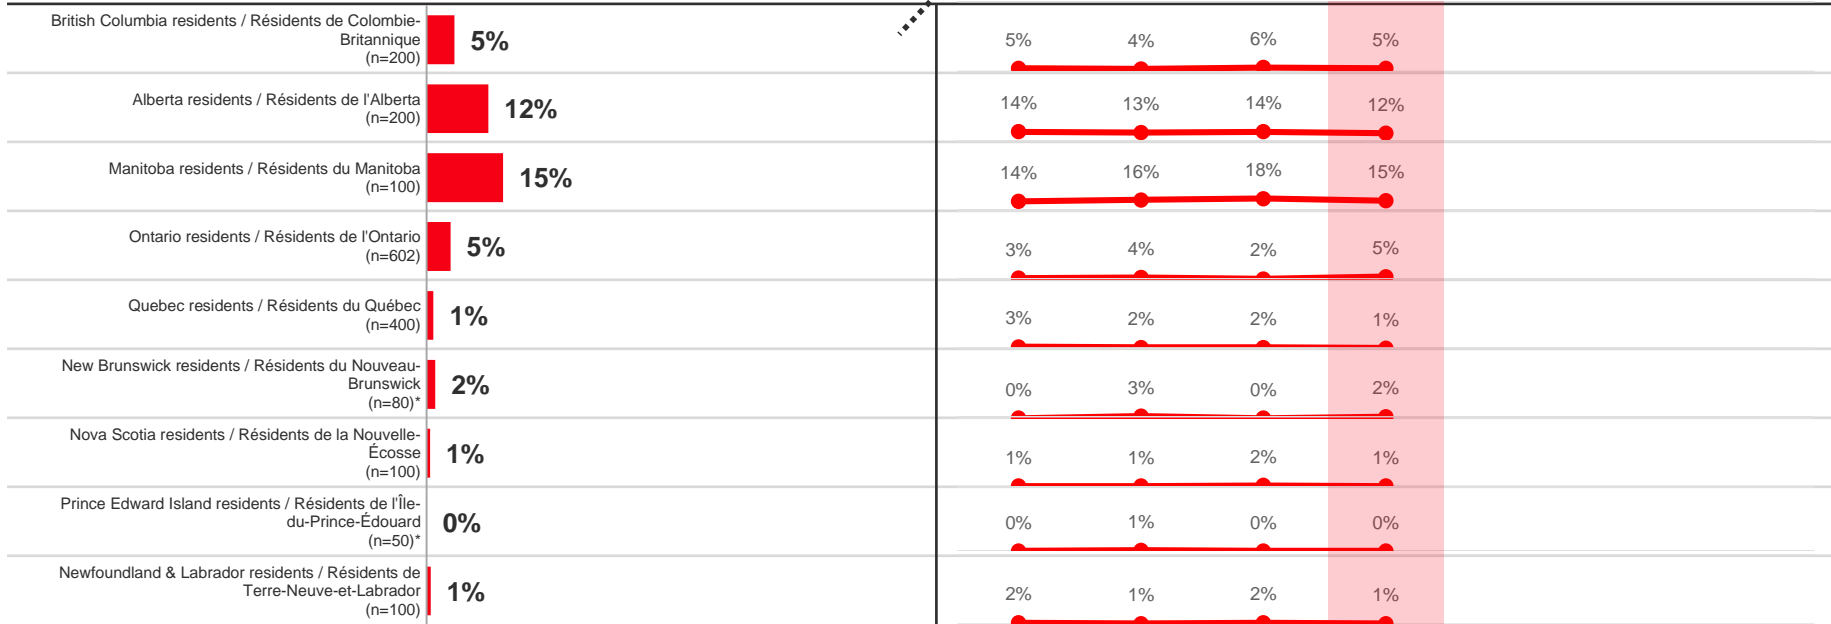 British Columbia residents / Résidents de Colombie-
Britannique
(n=200)
5%
5% 4% 6% 5%
Alberta residents / Résidents de l'Alberta
(n=200)
12%
14% 13% 14% 12%
Manitoba residents / Résidents du Manitoba
(n=100)
15%
14% 16% 18% 15%
Ontario residents / Résidents de l'Ontario
(n=602)
5%
3% 4% 2% 5%
Quebec residents / Résidents du Québec
(n=400)
1%
3% 2% 2% 1%
New Brunswick residents / Résidents du Nouveau-
Brunswick
(n=80)*
2%
0% 3% 0% 2%
Nova Scotia residents / Résidents de la Nouvelle-
Écosse
(n=100)
1%
1% 1% 2% 1%
Prince Edward Island residents / Résidents de l'Île-
du-Prince-Édouard
(n=50)*
0%
0% 1% 0% 0%
Newfoundland & Labrador residents / Résidents de
Terre-Neuve-et-Labrador
(n=100)
1%
2% 1% 2% 1%